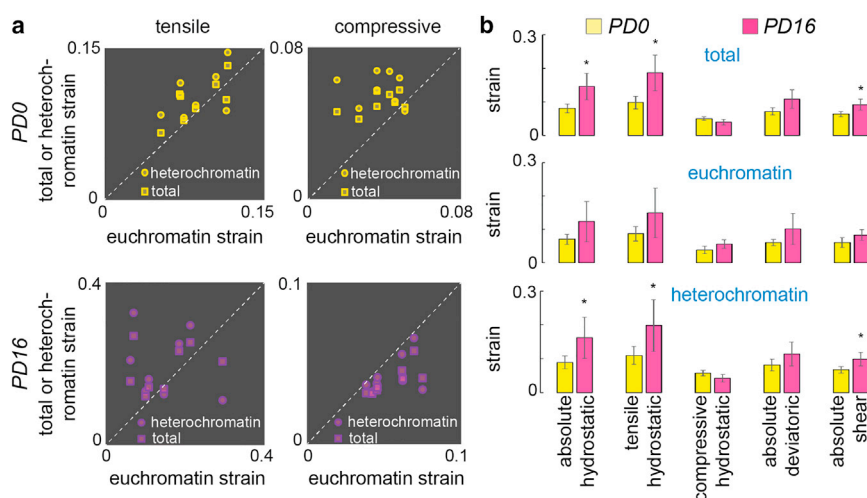 a
tensile
compressive
PD0
total or heteroch-
romatin strain
0.15
0
heterochromatin
total
0
0.15
euchromatin strain
0.08
0
heterochromatin
total
0
0.08
euchromatin strain
PD16
total or heteroch-
romatin strain
0.4
0
heterochromatin
total
0
0.4
euchromatin strain
0.1
0
heterochromatin
total
0
0.1
euchromatin strain
b
PD0
PD16
strain
0.3
0
total
* * *
strain
0.3
0
euchromatin
strain
0.3
0
heterochromatin
* * *
absolute
hydrostatic
tensile
hydrostatic
compressive
hydrostatic
absolute
deviatoric
absolute
shear